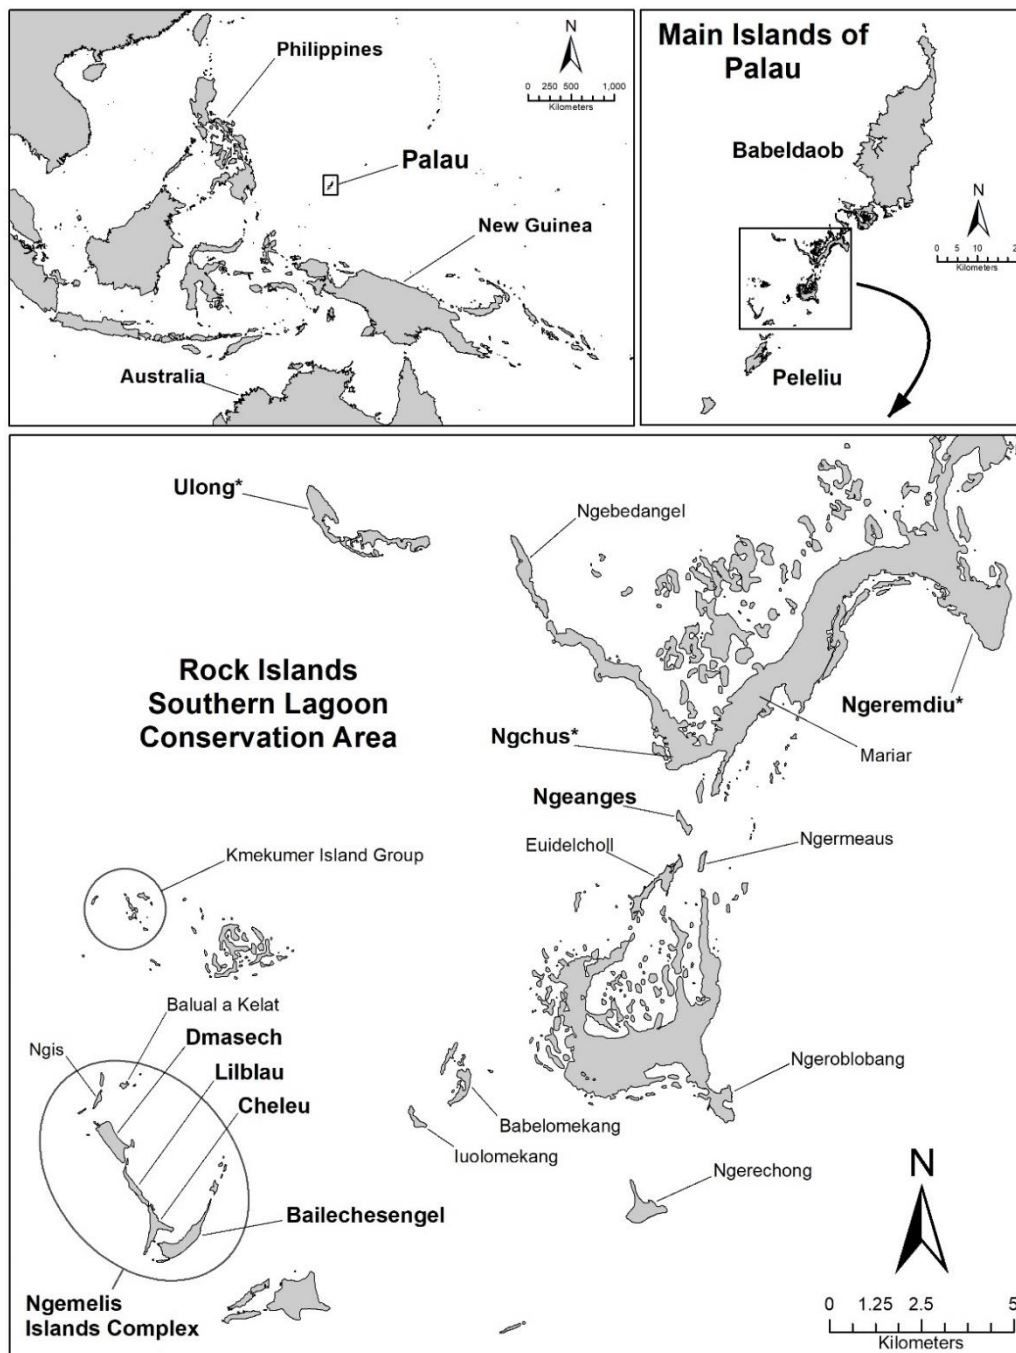 Philippines
N
0 250 500 1,000
Kilometers
Palau
New Guinea
Australia
Main Islands of
Palau
Babeldaob
N
0 5 10 2
Kilometers
Peleliu
Ulong*
Ngebedangel
Rock Islands
Southern Lagoon
Conservation Area
Ngeremdiu*
Ngchus*
Mariar
Ngeanges
Euidelcholl
Ngermeaus
Kmekumer Island Group
Balual a Kelat
Dmasech
Ngis
Lilblau
Cheleu
Ngeroblobang
Babelomekang
Iuolomekang
Ngerechong
Bailechesengel
N
Ngemelis
Islands Complex
0 1.25 2.5 5
Kilometers